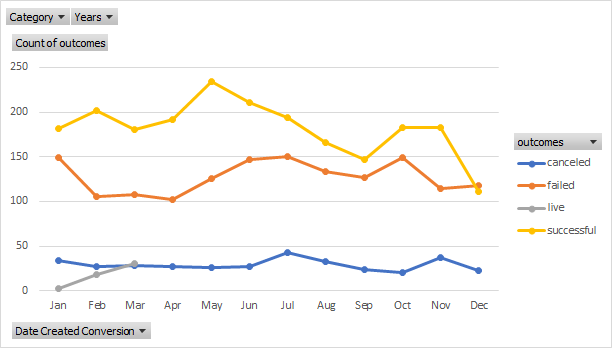 Category Years
Count of outcomes
250
200
150
100
50
0
Jan Feb Mar Apr May Jun Jul Aug Sep Oct Nov Dec
outcomes
canceled
failed
live
successful
Date Created Conversion